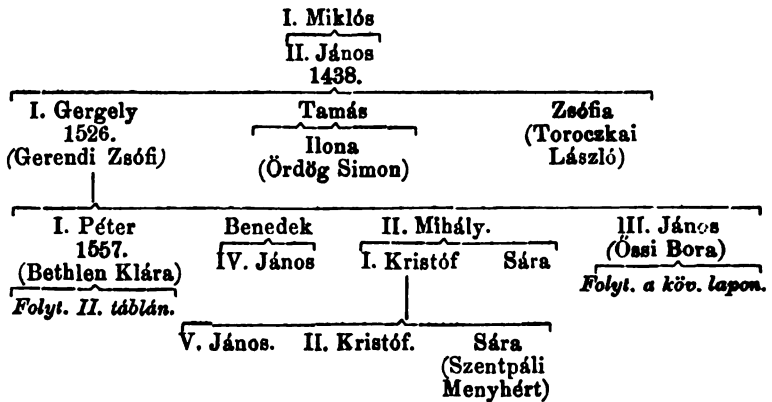 I. Miklós
II. János
1438.
I. Gergely Tamás Zsófia
1526. (Toroczkai
(Gerendi Zsófi) Ilona László)
(Ördög Simon)
I. Péter Benedek II. Mihály. III. János
1557. (Őssi Bora)
(Bethlen Klára) IV. János I. Kristóf Sára
Folyt. II. táblán. Folyt. a köv. lapon.
V. János. II. Kristóf. Sára
(Szentpáli
Menyhért)